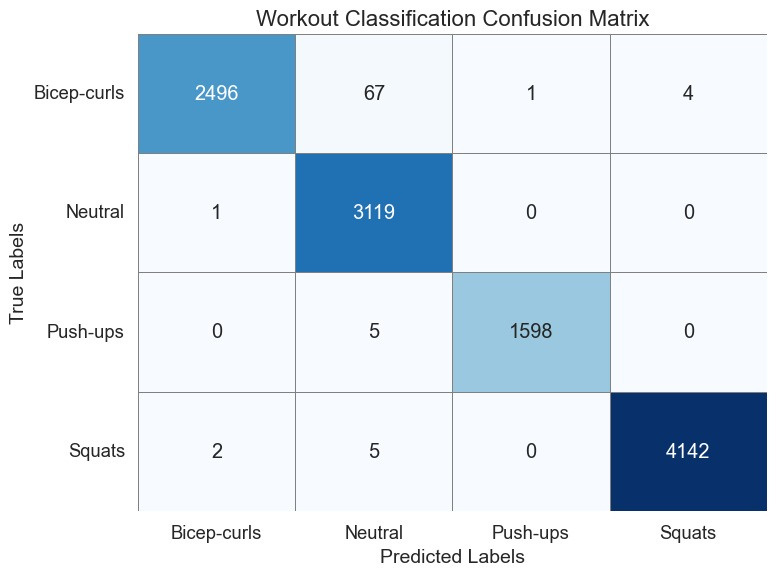 Workout Classification Confusion Matrix
True Labels
Bicep-curls 2496 67 1 4
Neutral 1 3119 0 0
Push-ups 0 5 1598 0
Squats 2 5 0 4142
Bicep-curls Neutral Push-ups Squats
Predicted Labels